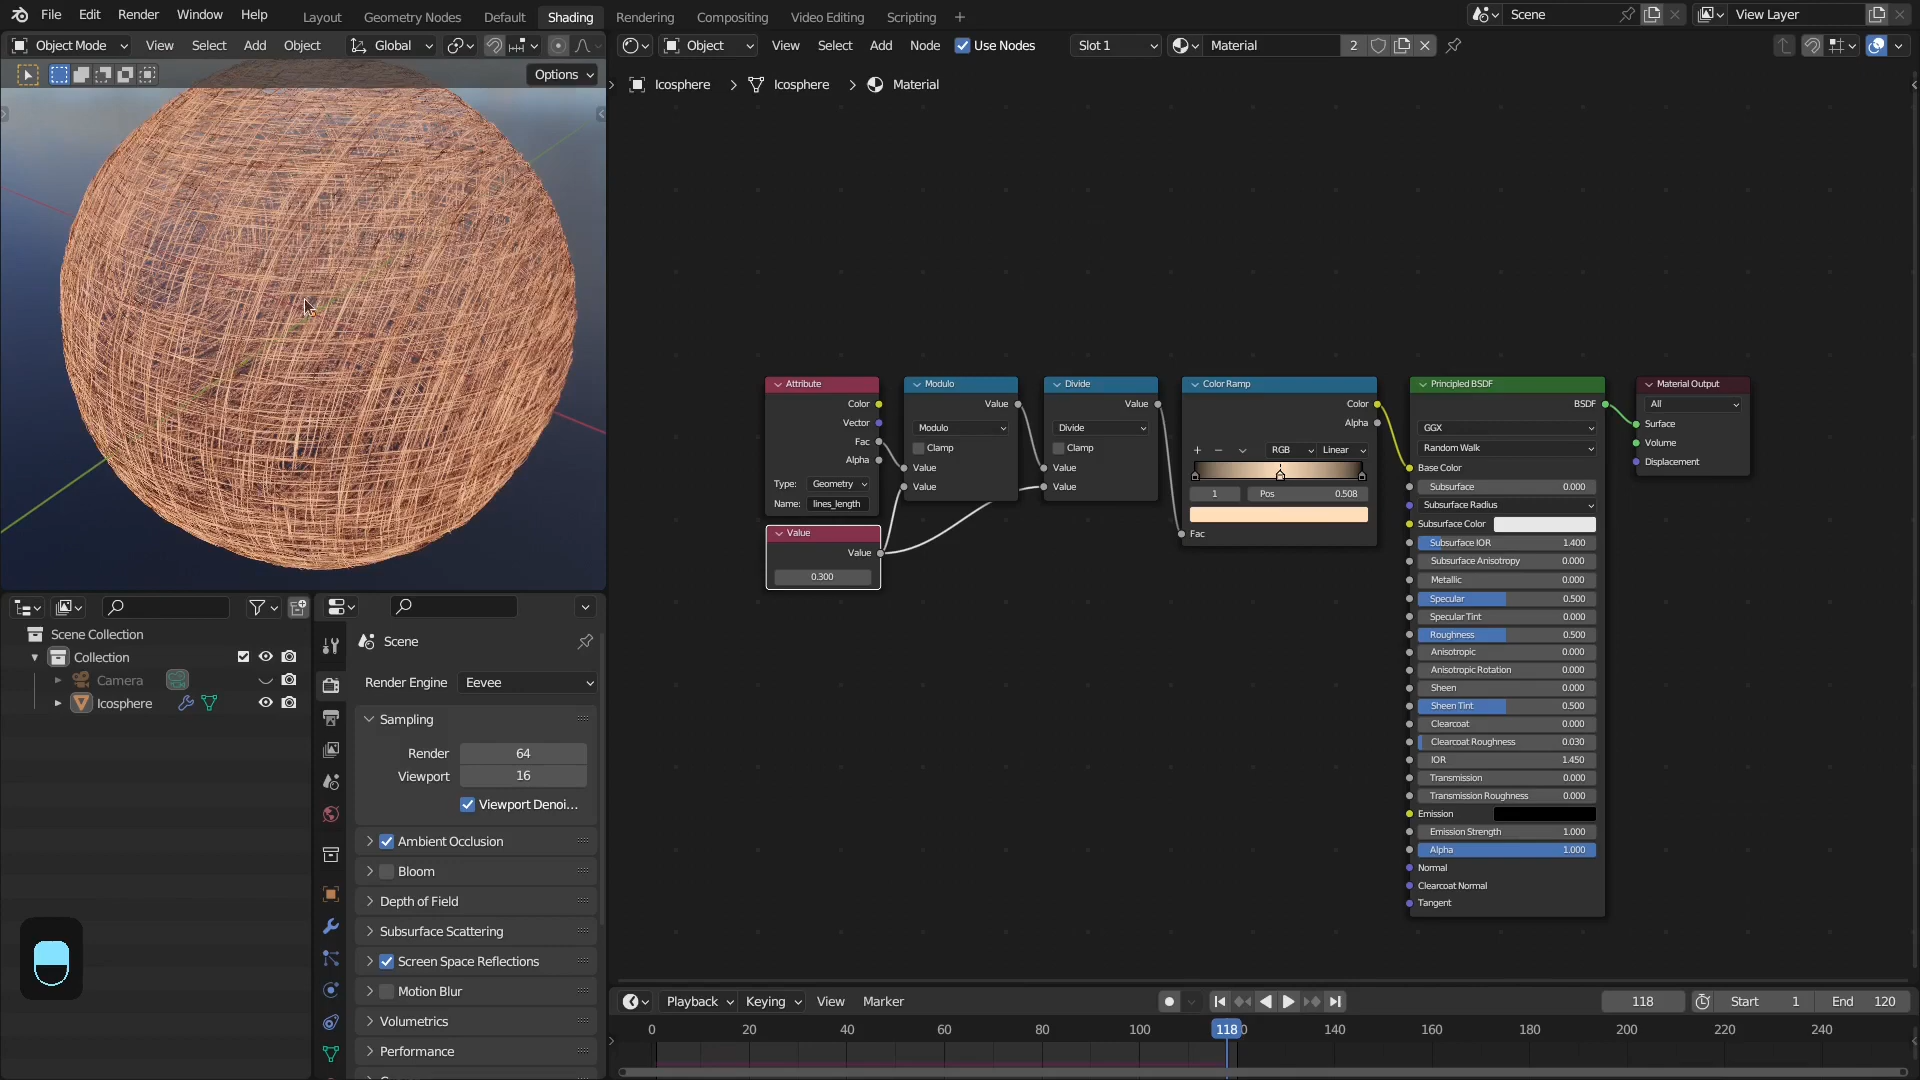 File Edit Render Window Help Layout Geometry Nodes Default Shading Rendering Compositing Video Editing Scripting + Scene View Layer
Object Mode View Select Add Object Global
Object View Select Add Node Use Nodes Slot 1 Material 2
Options
Icosphere > Icosphere > Material
Attribute
Color
Vector
Fac
Alpha
Type: Geometry
Name: lines_length
Value
Value
0.300
Modulo
Value
Modulo
Clamp
Value
Value
Divide
Value
Divide
Clamp
Value
Value
Color Ramp
Color
Alpha
+ − RGB Linear
1 Pos 0.508
Fac
Principled BSDF
BSDF
GGX
Random Walk
Base Color
Subsurface 0.000
Subsurface Radius
Subsurface Color
Subsurface IOR 1.400
Subsurface Anisotropy 0.000
Metallic 0.000
Specular 0.500
Specular Tint 0.000
Roughness 0.500
Anisotropic 0.000
Anisotropic Rotation 0.000
Sheen 0.000
Sheen Tint 0.500
Clearcoat 0.000
Clearcoat Roughness 0.030
IOR 1.450
Transmission 0.000
Transmission Roughness 0.000
Emission
Emission Strength 1.000
Alpha 1.000
Normal
Clearcoat Normal
Tangent
Material Output
All
Surface
Volume
Displacement
Scene Collection
Collection
Camera
Icosphere
Scene
Render Engine Eevee
Sampling
Render 64
Viewport 16
Viewport Denoi...
Ambient Occlusion
Bloom
Depth of Field
Subsurface Scattering
Screen Space Reflections
Motion Blur
Volumetrics
Performance
Playback Keying View Marker 118 Start 1 End 120
0 20 40 60 80 100 118 0 140 160 180 200 220 240